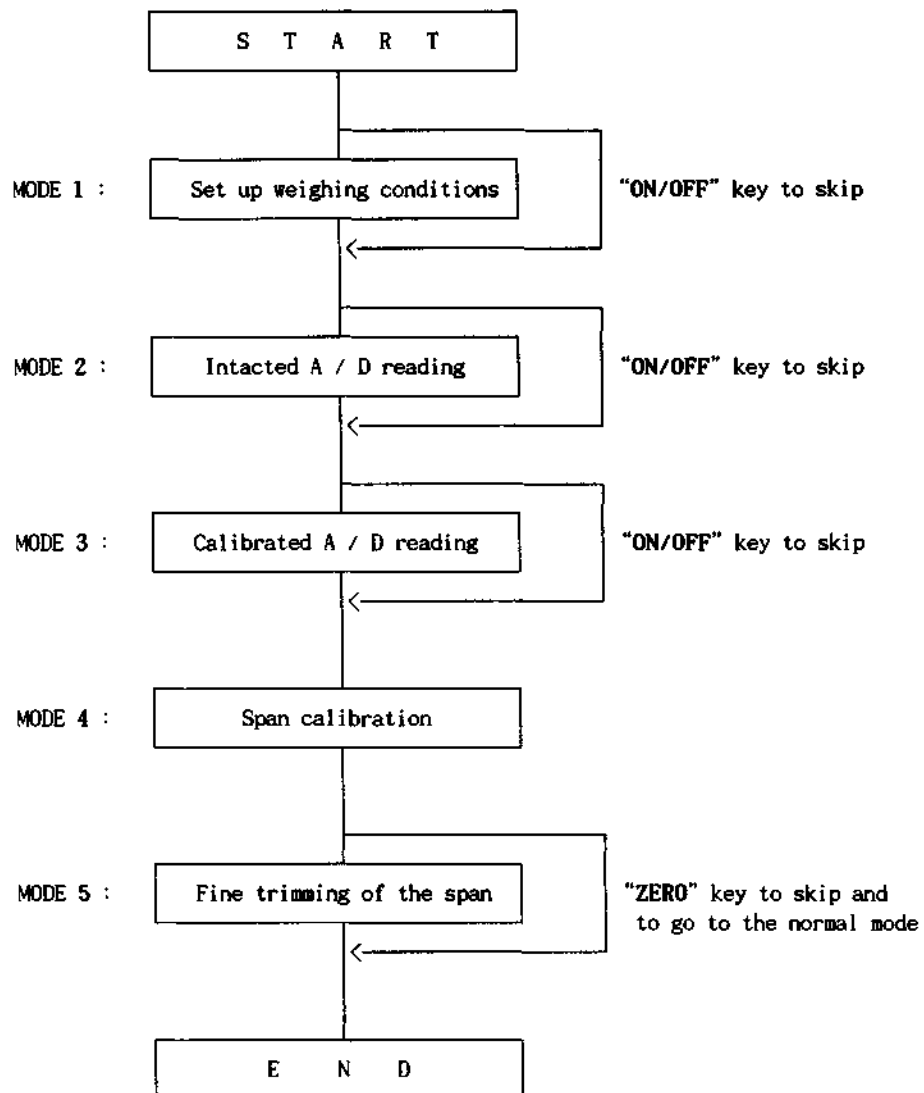 S T A R T
MODE 1 : Set up weighing conditions "ON/OFF" key to skip
MODE 2 : Intacted A / D reading "ON/OFF" key to skip
MODE 3 : Calibrated A / D reading "ON/OFF" key to skip
MODE 4 : Span calibration
MODE 5 : Fine trimming of the span "ZERO" key to skip and
to go to the normal mode
E N D